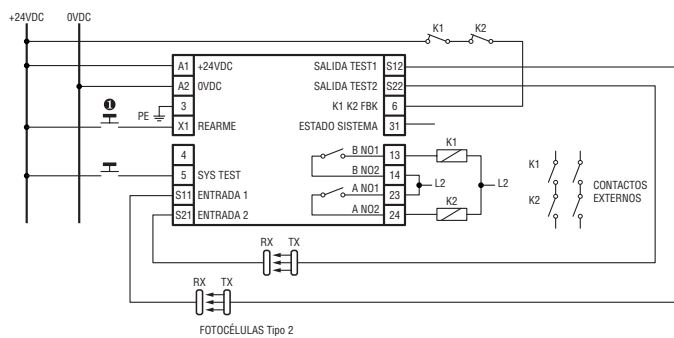 +24VDC 0VDC
K1 K2
A1 +24VDC SALIDA TEST1 S12
A2 0VDC SALIDA TEST2 S22
❶ PE 3 K1 K2 FBK 6
X1 REARME ESTADO SISTEMA 31
4 B NO1 13 K1
5 SYS TEST B NO2 14
S11 ENTRADA 1 A NO1 23 L2 L2
S21 ENTRADA 2 A NO2 24 K2
K1
K2
CONTACTOS
EXTERNOS
RX TX
RX TX
FOTOCÉLULAS Tipo 2